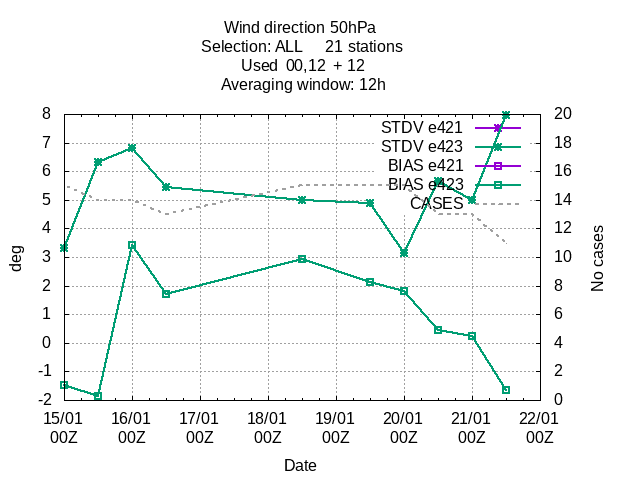 Wind direction 50hPa
Selection: ALL 21 stations
Used 00,12 + 12
Averaging window: 12h
8 20
7 18
6 16
5 14
4 12
3 10
2 8
1 6
0 4
-1 2
-2 0
deg
No cases
STDV e421
STDV e423
BIAS e421
BIAS e423
CASES
15/01 16/01 17/01 18/01 19/01 20/01 21/01 22/01
00Z 00Z 00Z 00Z 00Z 00Z 00Z 00Z
Date